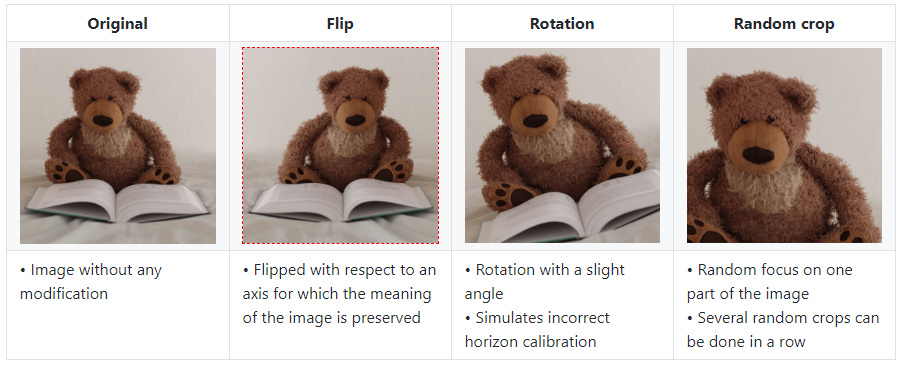 Original
Flip
Rotation
Random crop
• Image without any
modification
• Flipped with respect to an
axis for which the meaning
of the image is preserved
• Rotation with a slight
angle
• Simulates incorrect
horizon calibration
• Random focus on one
part of the image
• Several random crops can
be done in a row